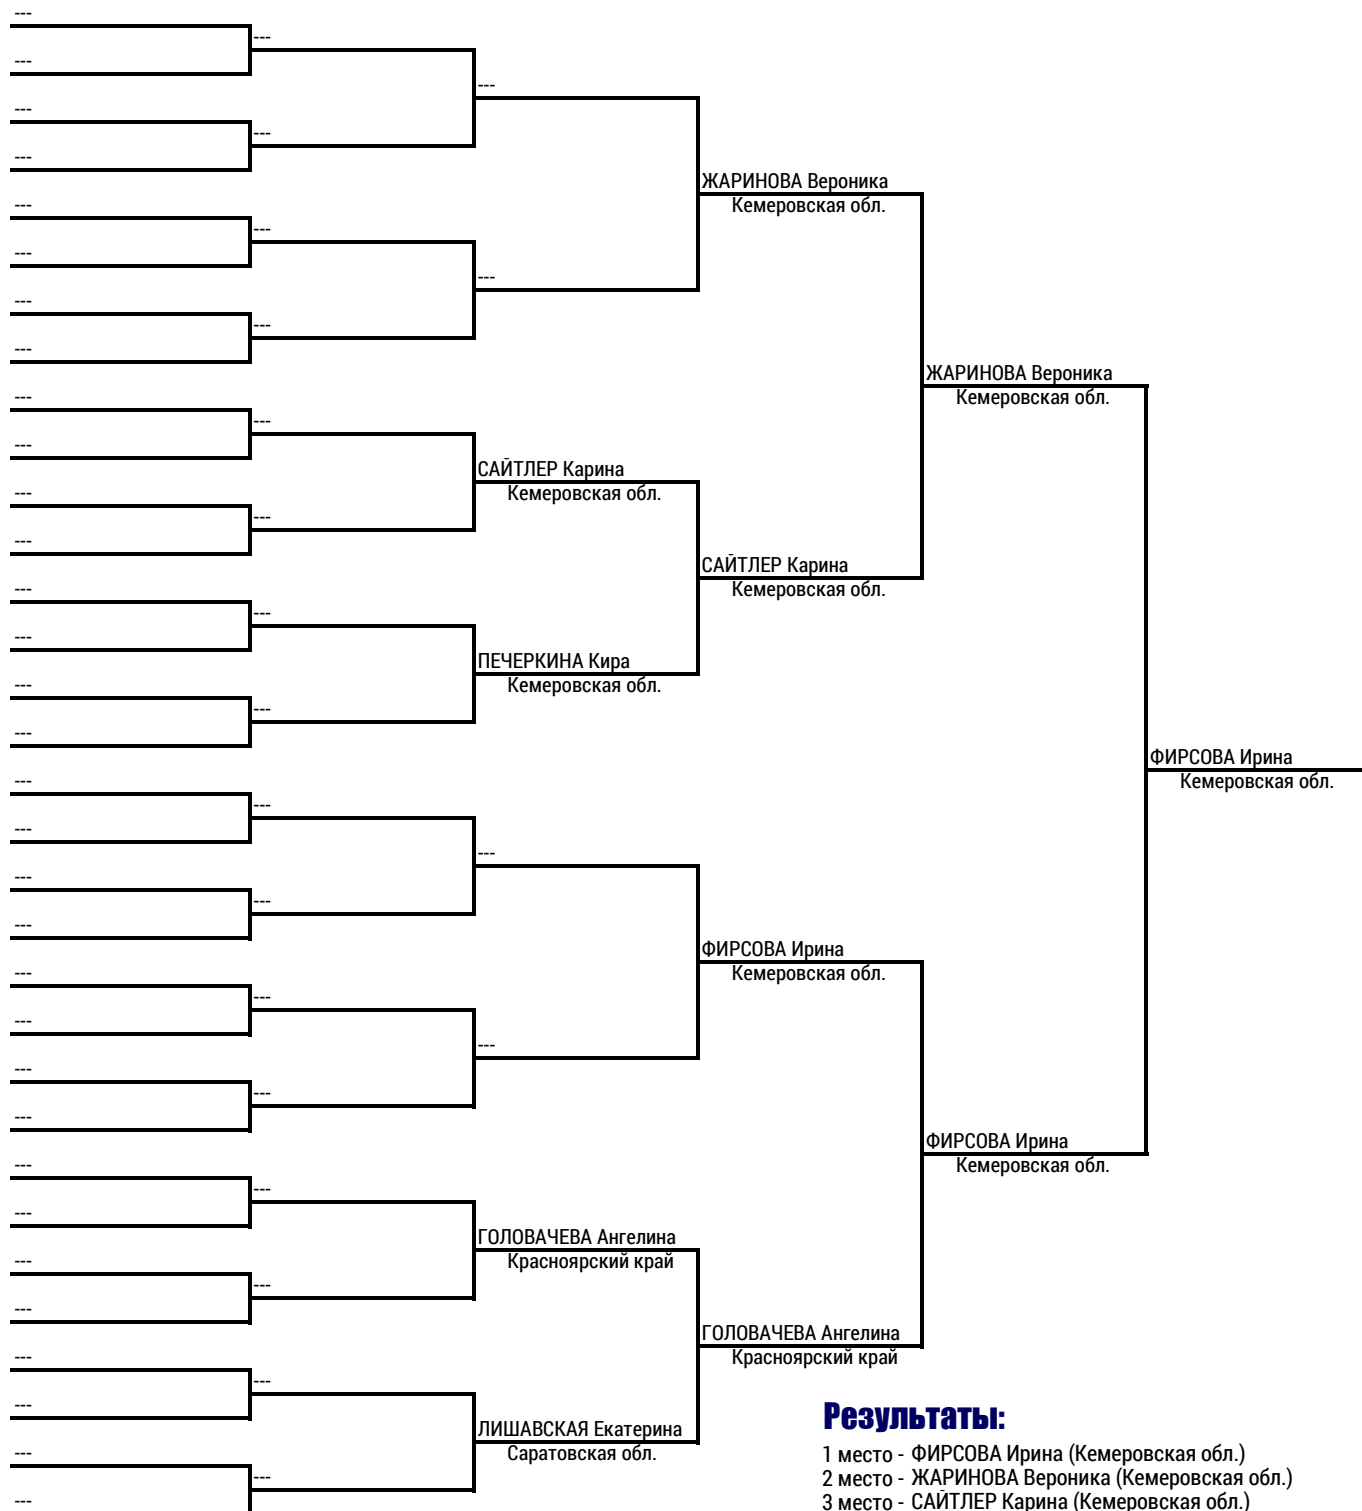 ---
---
---
---
---
---
---
ЖАРИНОВА Вероника
---
Кемеровская обл.
---
---
---
---
---
---
ЖАРИНОВА Вероника
---
Кемеровская обл.
---
---
САЙТЛЕР Карина
---
Кемеровская обл.
---
---
САЙТЛЕР Карина
---
Кемеровская обл.
---
---
ПЕЧЕРКИНА Кира
---
Кемеровская обл.
---
---
ФИРСОВА Ирина
---
Кемеровская обл.
---
---
---
---
---
---
ФИРСОВА Ирина
---
Кемеровская обл.
---
---
---
---
---
---
ФИРСОВА Ирина
---
Кемеровская обл.
---
---
ГОЛОВАЧЕВА Ангелина
---
Красноярский край
---
---
ГОЛОВАЧЕВА Ангелина
---
Красноярский край
---
---
ЛИШАВСКАЯ Екатерина
---
Саратовская обл.
---
---
Результаты:
1 место - ФИРСОВА Ирина (Кемеровская обл.)
2 место - ЖАРИНОВА Вероника (Кемеровская обл.)
3 место - САЙТЛЕР Карина (Кемеровская обл.)